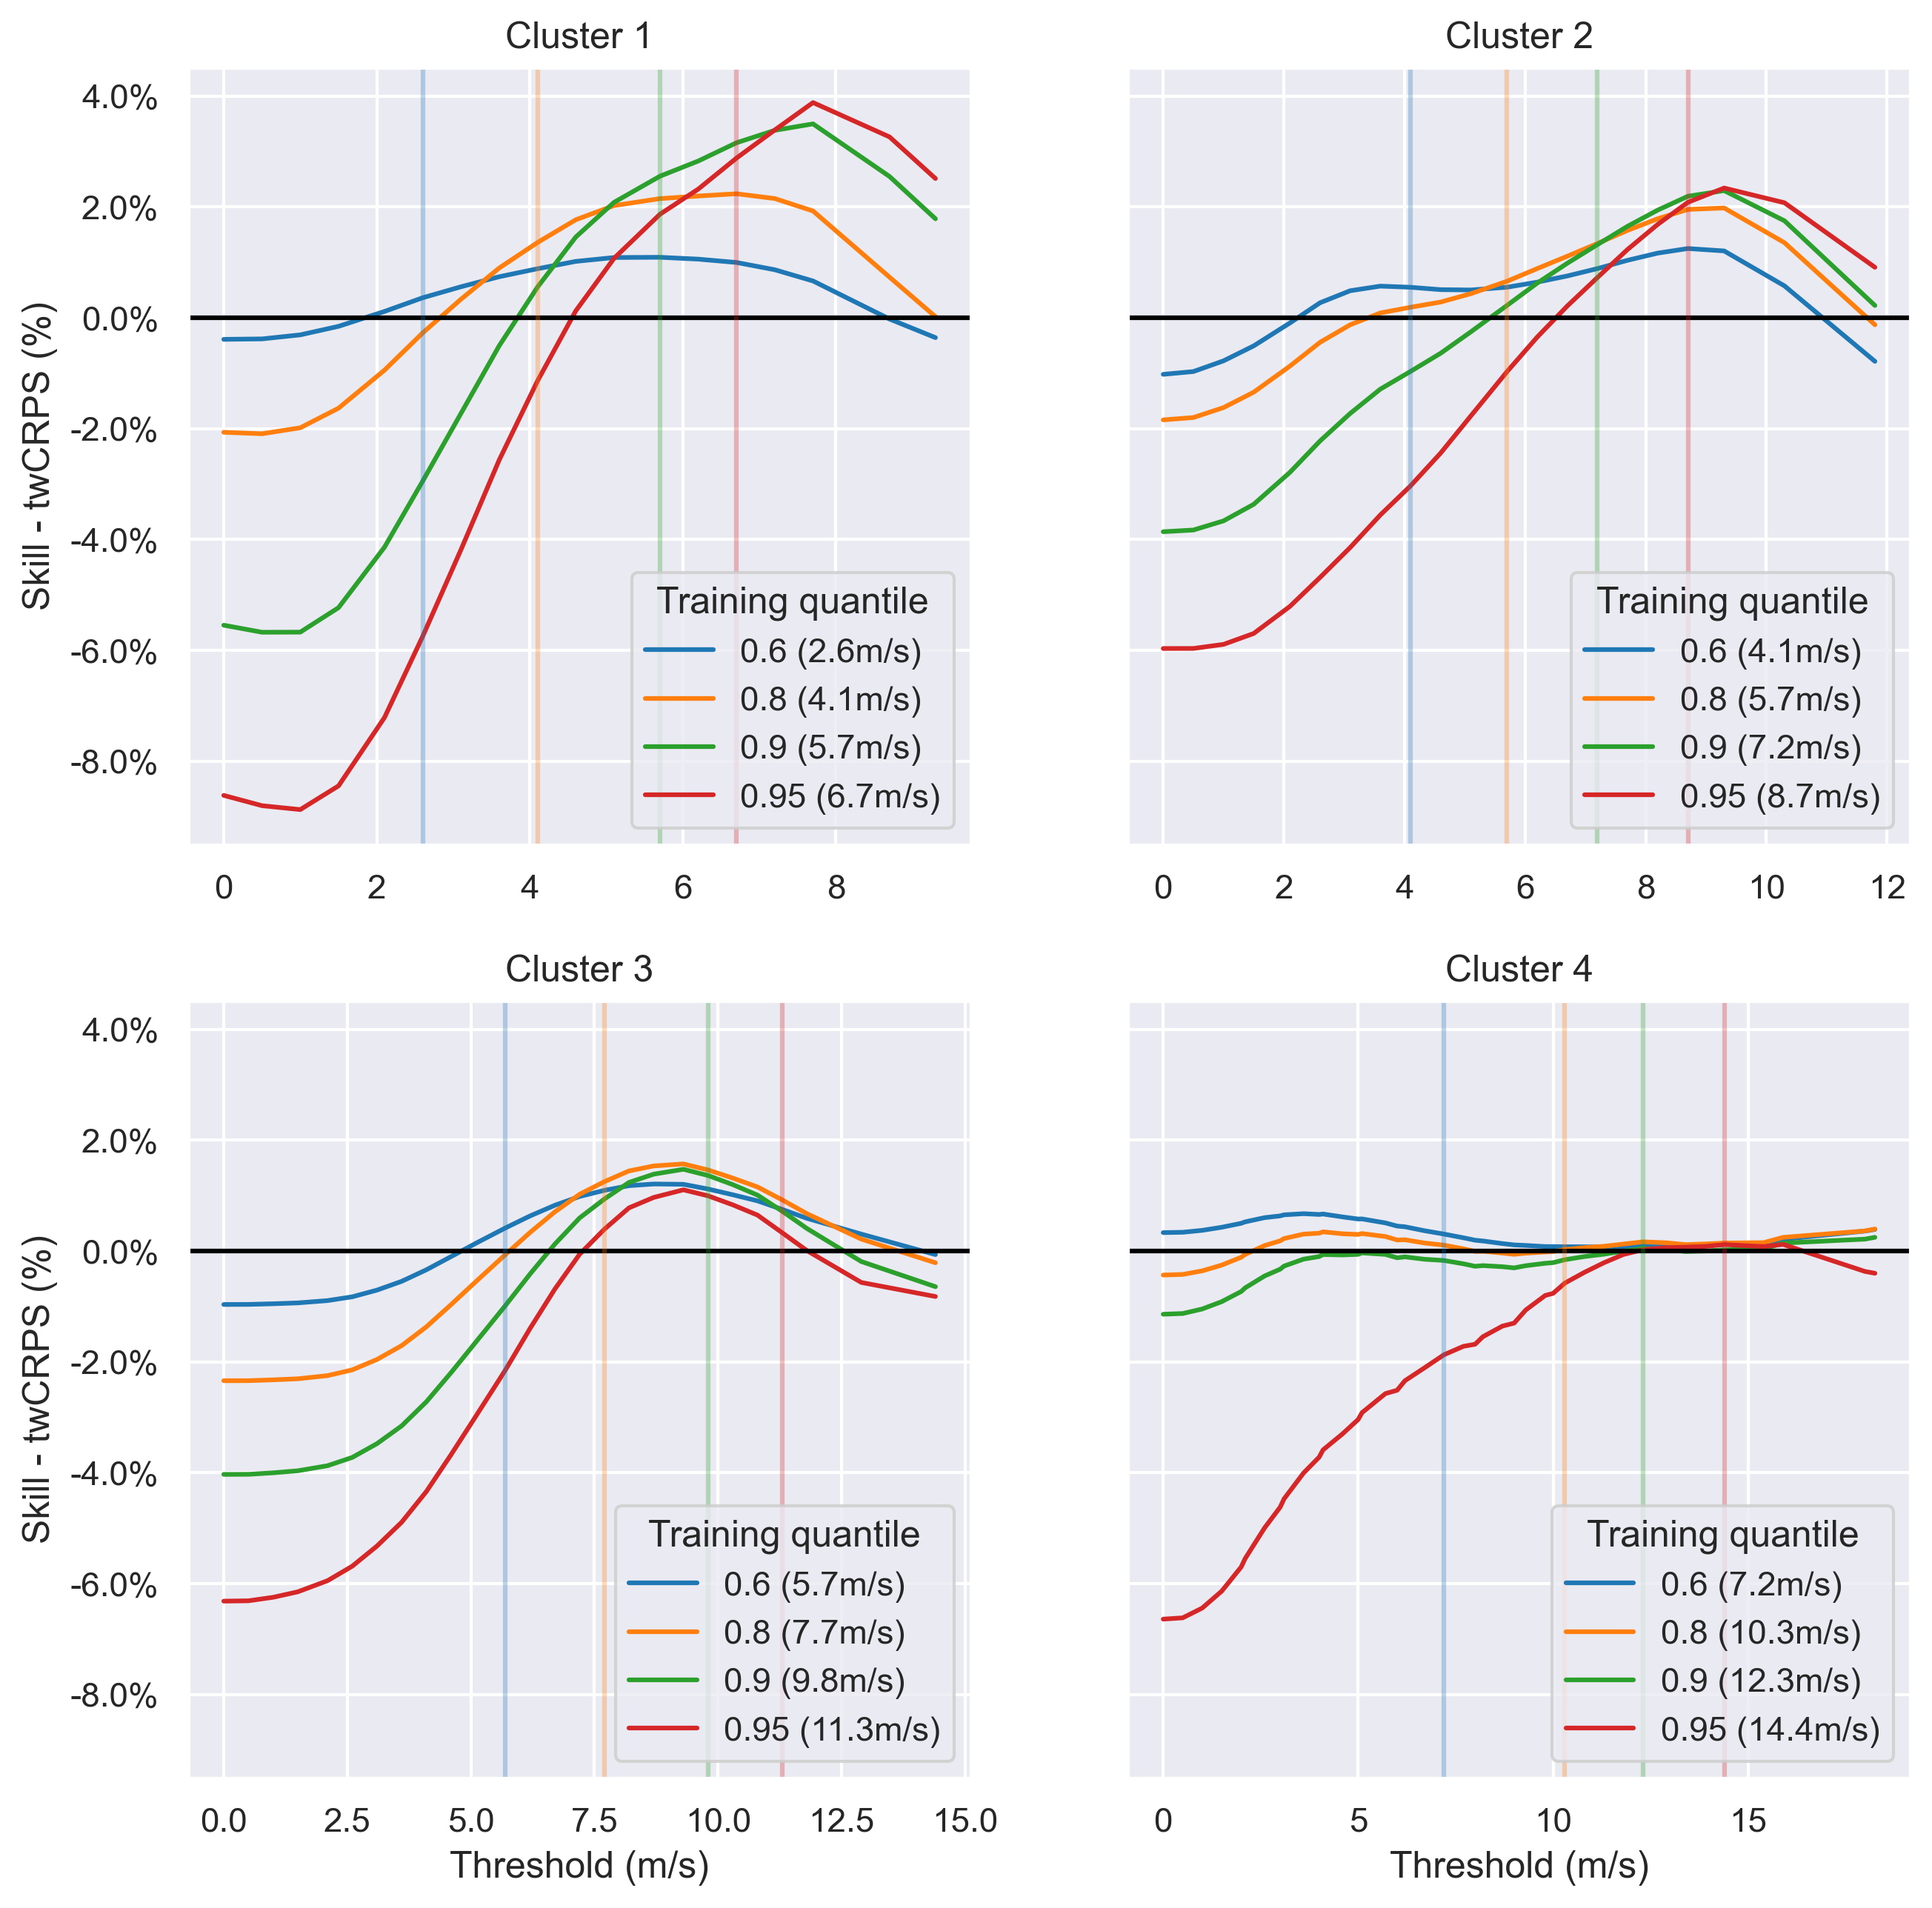 Cluster 1
Cluster 2
4.0%
2.0%
0.0%
-2.0%
-4.0%
-6.0%
-8.0%
Skill - twCRPS (%)
Training quantile
0.6 (2.6m/s)
0.8 (4.1m/s)
0.9 (5.7m/s)
0.95 (6.7m/s)
0 2 4 6 8
Training quantile
0.6 (4.1m/s)
0.8 (5.7m/s)
0.9 (7.2m/s)
0.95 (8.7m/s)
0 2 4 6 8 10 12
Cluster 3
Cluster 4
4.0%
2.0%
0.0%
-2.0%
-4.0%
-6.0%
-8.0%
Skill - twCRPS (%)
Training quantile
0.6 (5.7m/s)
0.8 (7.7m/s)
0.9 (9.8m/s)
0.95 (11.3m/s)
0.0 2.5 5.0 7.5 10.0 12.5 15.0
Threshold (m/s)
Training quantile
0.6 (7.2m/s)
0.8 (10.3m/s)
0.9 (12.3m/s)
0.95 (14.4m/s)
0 5 10 15
Threshold (m/s)